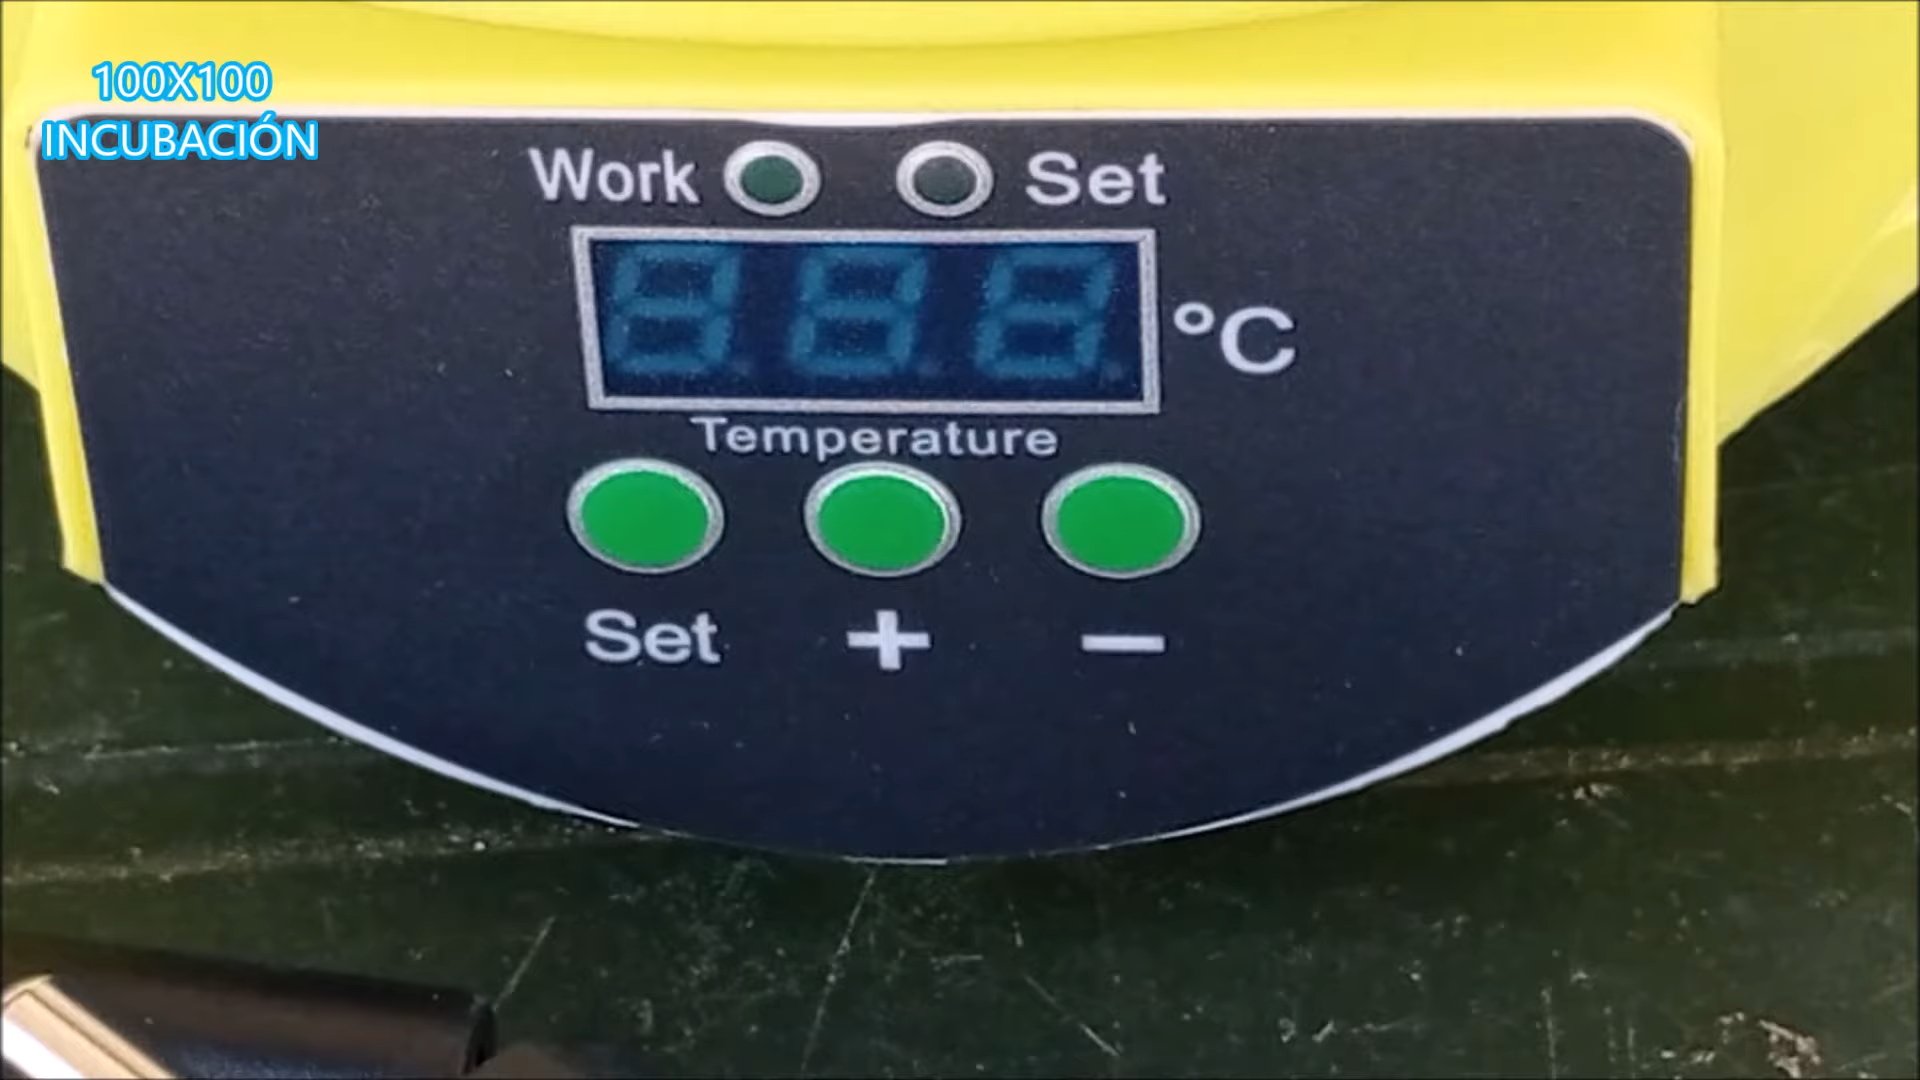 100X100
INCUBACIÓN
Work Set
°C
Temperature
Set + −